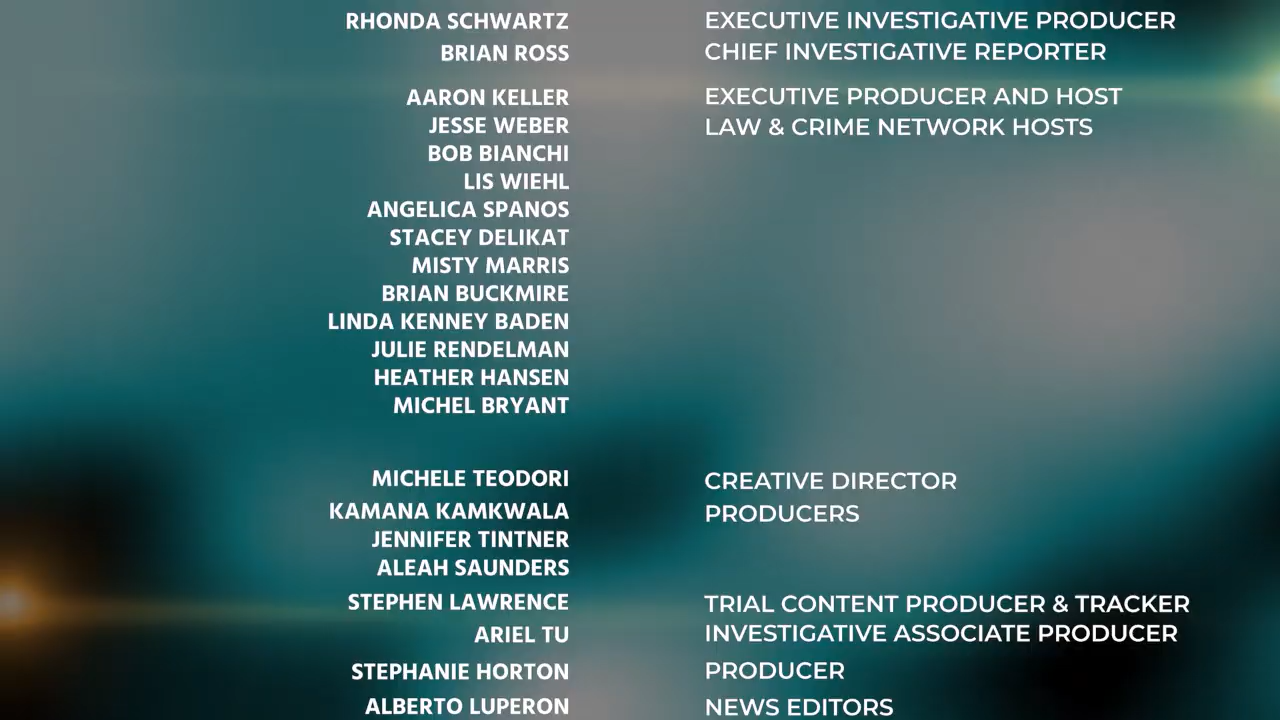 RHONDA SCHWARTZ EXECUTIVE INVESTIGATIVE PRODUCER
BRIAN ROSS CHIEF INVESTIGATIVE REPORTER
AARON KELLER EXECUTIVE PRODUCER AND HOST
JESSE WEBER LAW & CRIME NETWORK HOSTS
BOB BIANCHI
LIS WIEHL
ANGELICA SPANOS
STACEY DELIKAT
MISTY MARRIS
BRIAN BUCKMIRE
LINDA KENNEY BADEN
JULIE RENDELMAN
HEATHER HANSEN
MICHEL BRYANT
MICHELE TEODORI CREATIVE DIRECTOR
KAMANA KAMKWALA PRODUCERS
JENNIFER TINTNER
ALEAH SAUNDERS
STEPHEN LAWRENCE TRIAL CONTENT PRODUCER & TRACKER
ARIEL TU INVESTIGATIVE ASSOCIATE PRODUCER
STEPHANIE HORTON PRODUCER
ALBERTO LUPERON NEWS EDITORS